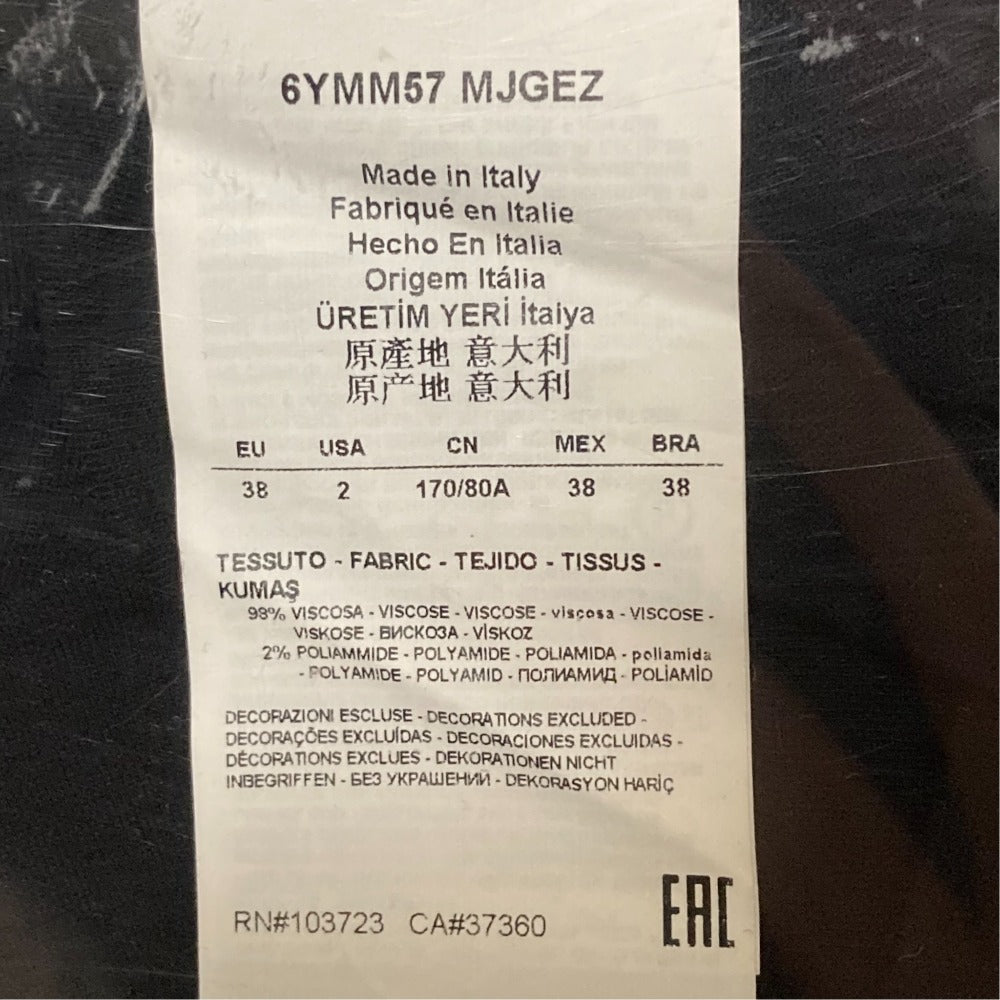 6YMM57 MJGEZ
Made in Italy
Fabriqué en Italie
Hecho En Italia
Origem Itália
ÜRETİM YERİ İtalya
原產地 意大利
原产地 意大利
EU USA CN MEX BRA
38 2 170/80A 38 38
TESSUTO - FABRIC - TEJIDO - TISSUS -
KUMAŞ
98% VISCOSA - VISCOSE - VISCOSE - viscosa - VISCOSE -
VISKOSE - ВИСКОЗА - VİSKOZ
2% POLIAMMIDE - POLYAMIDE - POLIAMIDA - poliamida
- POLYAMIDE - POLYAMID - ПОЛИАМИД - POLİAMİD
DECORAZIONI ESCLUSE - DECORATIONS EXCLUDED -
DECORAÇÕES EXCLUÍDAS - DECORACIONES EXCLUIDAS -
DÉCORATIONS EXCLUES - DEKORATIONEN NICHT
INBEGRIFFEN - БЕЗ УКРАШЕНИЙ - DEKORASYON HARİÇ
RN#103723 CA#37360
EAC